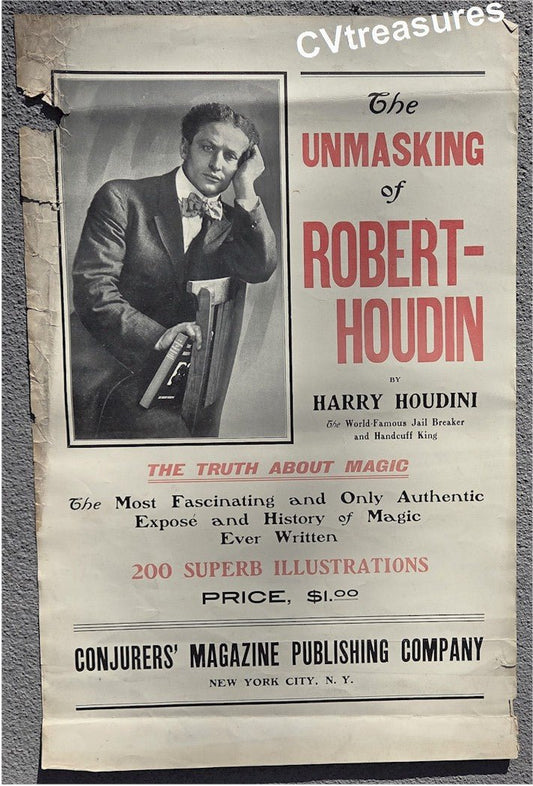 CVtreasures
The
UNMASKING
of
ROBERT-
HOUDIN
BY
HARRY HOUDINI
The World-Famous Jail Breaker
and Handcuff King
THE TRUTH ABOUT MAGIC
The Most Fascinating and Only Authentic
Exposé and History of Magic
Ever Written
200 SUPERB ILLUSTRATIONS
PRICE, $1.00
CONJURERS' MAGAZINE PUBLISHING COMPANY
NEW YORK CITY, N. Y.